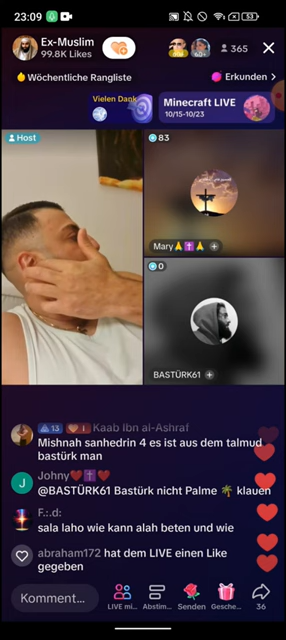 23:09
53
Ex-Muslim
99.8K Likes
365
Wöchentliche Rangliste
Erkunden >
Vielen Dank
Minecraft LIVE
10/15-10/23
Host
83
Mary
0
BASTÜRK61
13 Kaab Ibn al-Ashraf
Mishnah sanhedrin 4 es ist aus dem talmud
bastürk man
J Johny
@BASTÜRK61 Bastürk nicht Palme 🌴 klauen
F.:.d:
sala laho wie kann alah beten und wie
abraham172 hat dem LIVE einen Like
gegeben
Komment...
LIVE mi...
Abstim...
Senden
Gesche...
36